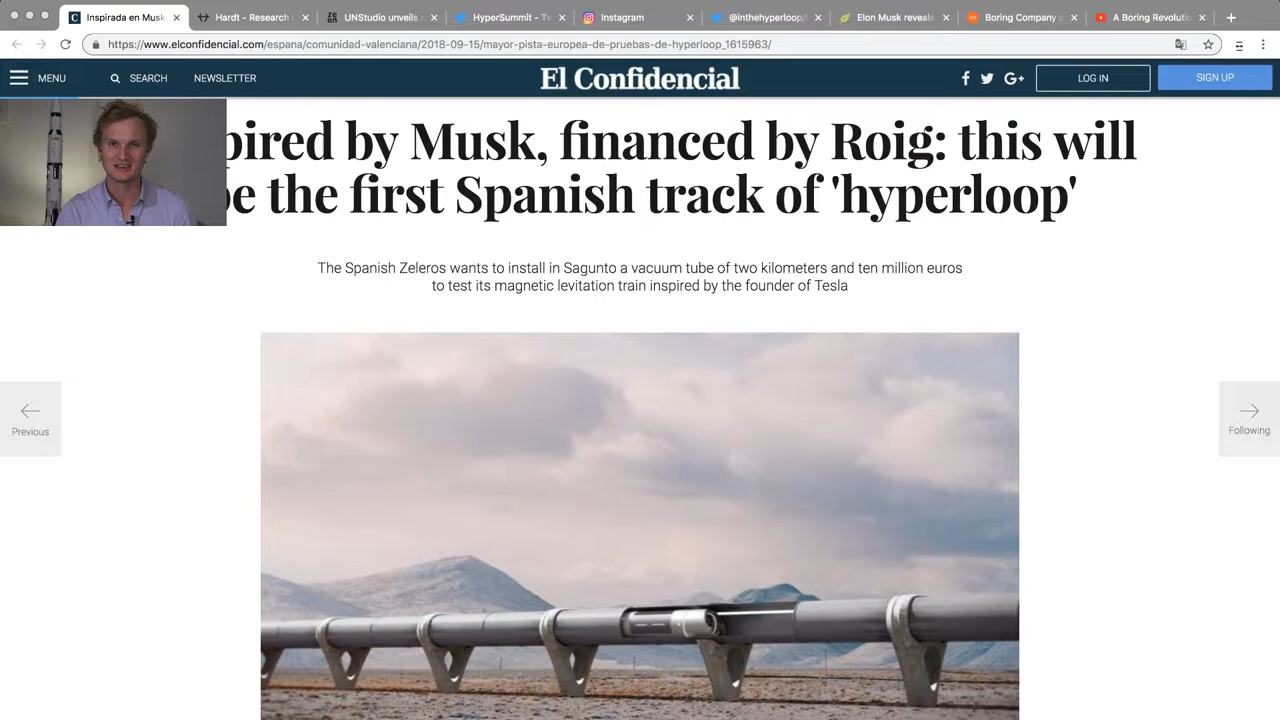 Inspirada en Musk
Hardt - Research
UNStudio unveils
HyperSummit - Tw
Instagram
@inthehyperloop/
Elon Musk reveals
Boring Company p
A Boring Revolutio
https://www.elconfidencial.com/espana/comunidad-valenciana/2018-09-15/mayor-pista-europea-de-pruebas-de-hyperloop_1615963/
MENU
SEARCH
NEWSLETTER
El Confidencial
LOG IN
SIGN UP
pired by Musk, financed by Roig: this will
be the first Spanish track of 'hyperloop'
The Spanish Zeleros wants to install in Sagunto a vacuum tube of two kilometers and ten million euros
to test its magnetic levitation train inspired by the founder of Tesla
Previous
Following